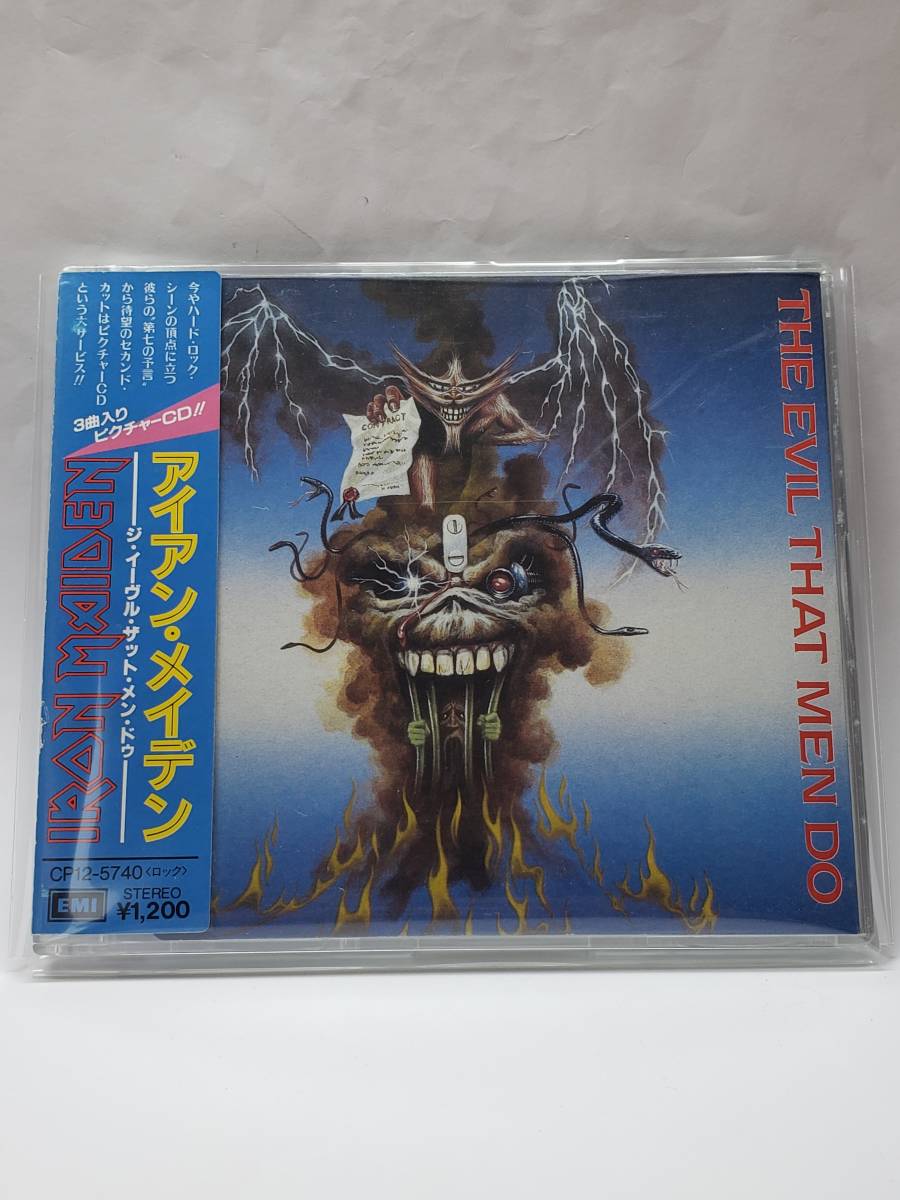 今やハード・ロック・
シーンの頂点に立つ
彼らの、"第七の予言"
から待望のセカンド・
カットはピクチャーCD
という大サービス!!
3曲入り
ピクチャーCD!!
アイアン・メイデン
ジ・イーヴル・ザット・メン・ドゥ
IRON MAIDEN
CP12-5740〈ロック〉
EMI
STEREO
¥1,200
THE EVIL THAT MEN DO
CONTRACT